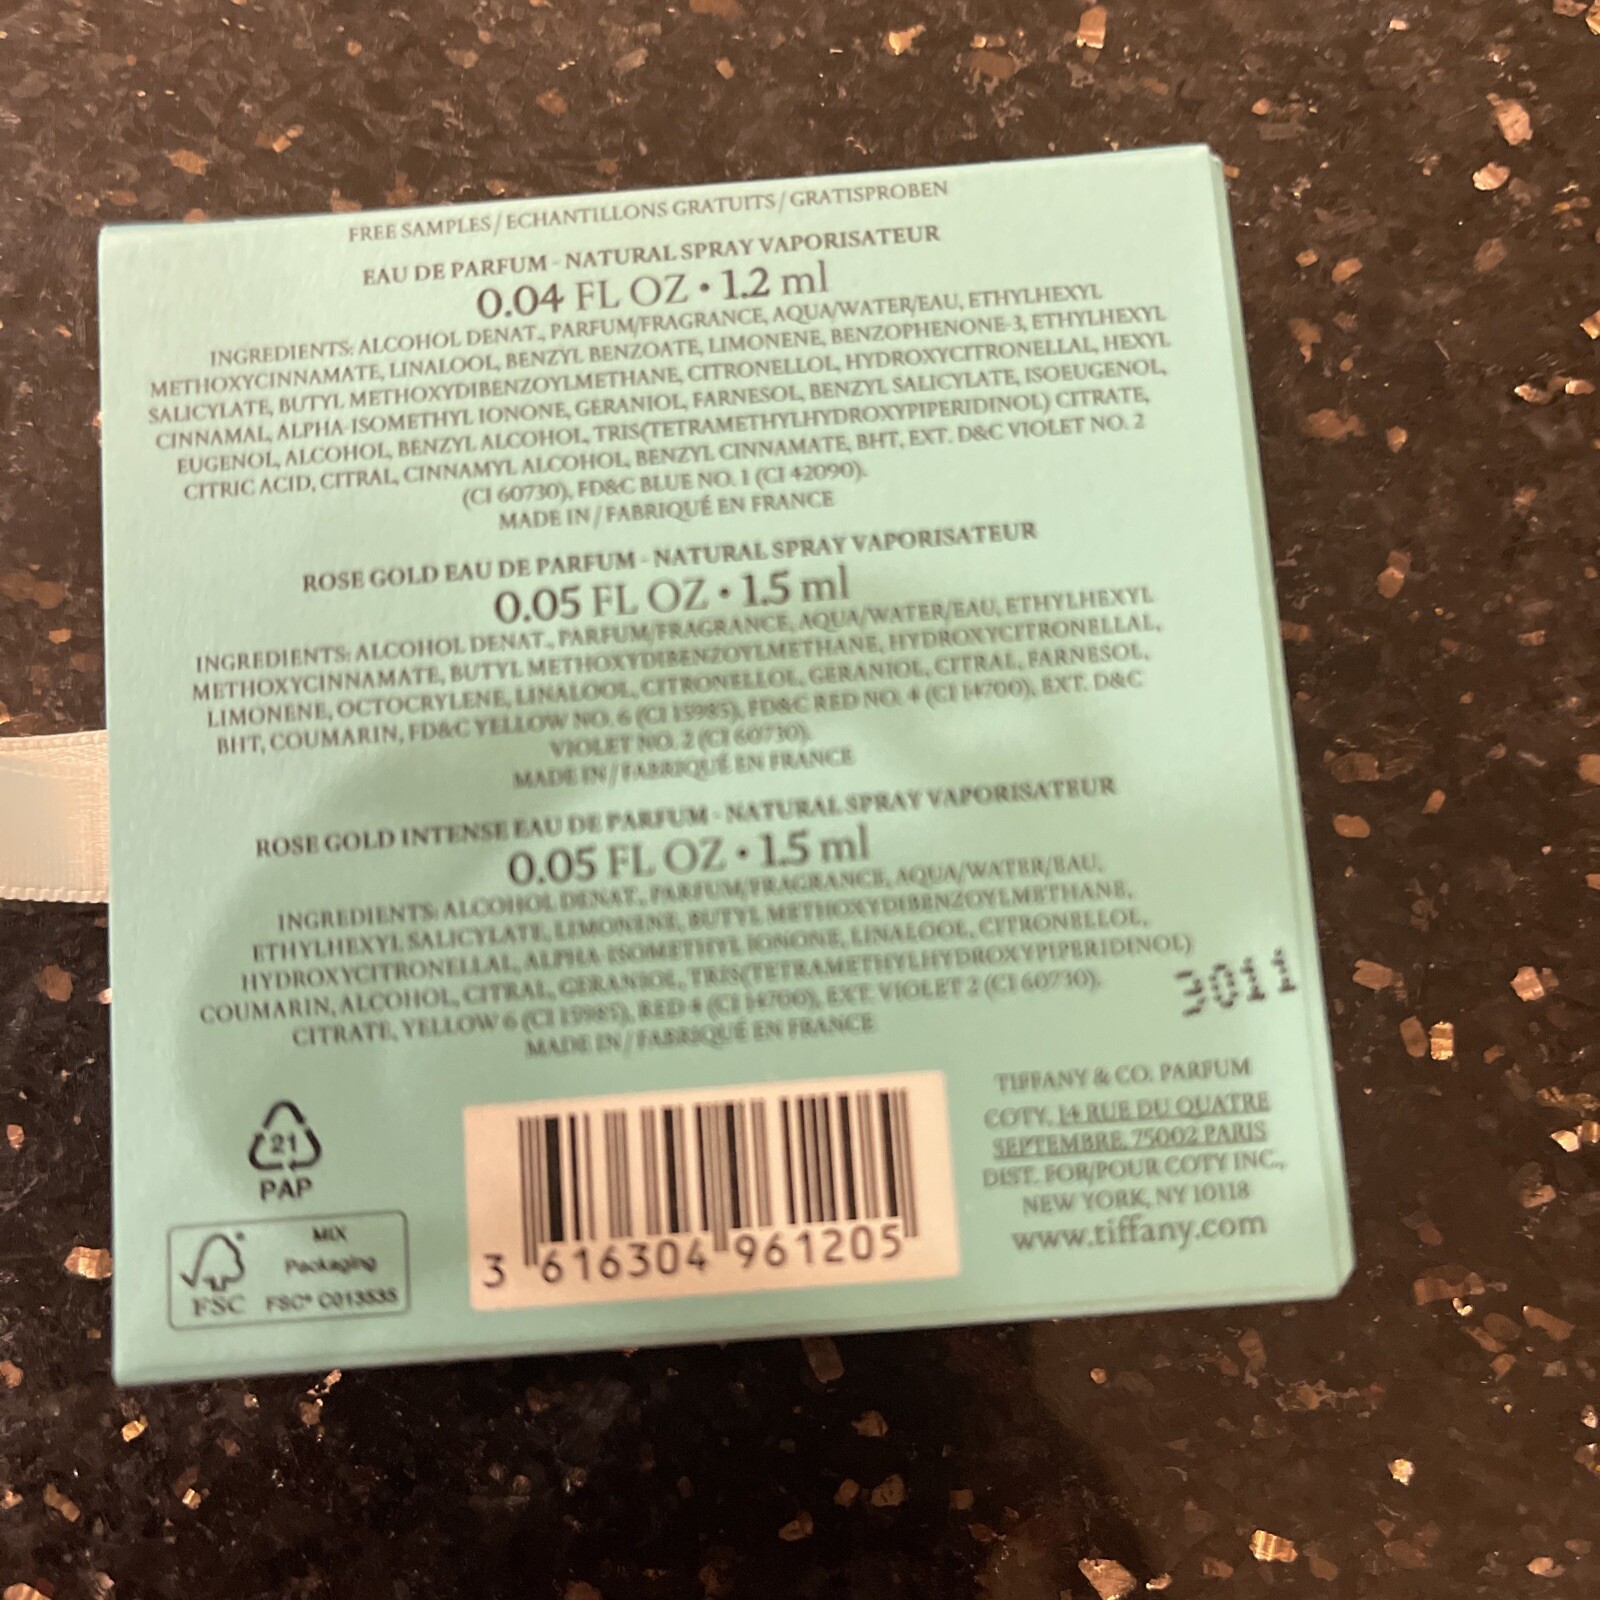 FREE SAMPLES / ECHANTILLONS GRATUITS / GRATISPROBEN
EAU DE PARFUM - NATURAL SPRAY VAPORISATEUR
0.04 FL OZ • 1.2 ml
INGREDIENTS: ALCOHOL DENAT., PARFUM/FRAGRANCE, AQUA/WATER/EAU, ETHYLHEXYL
METHOXYCINNAMATE, LINALOOL, BENZYL BENZOATE, LIMONENE, BENZOPHENONE-3, ETHYLHEXYL
SALICYLATE, BUTYL METHOXYDIBENZOYLMETHANE, CITRONELLOL, HYDROXYCITRONELLAL, HEXYL
CINNAMAL, ALPHA-ISOMETHYL IONONE, GERANIOL, FARNESOL, BENZYL SALICYLATE, ISOEUGENOL,
EUGENOL, ALCOHOL, BENZYL ALCOHOL, TRIS(TETRAMETHYLHYDROXYPIPERIDINOL) CITRATE,
CITRIC ACID, CITRAL, CINNAMYL ALCOHOL, BENZYL CINNAMATE, BHT, EXT. D&C VIOLET NO. 2
(CI 60730), FD&C BLUE NO. 1 (CI 42090).
MADE IN / FABRIQUÉ EN FRANCE
ROSE GOLD EAU DE PARFUM - NATURAL SPRAY VAPORISATEUR
0.05 FL OZ • 1.5 ml
INGREDIENTS: ALCOHOL DENAT., PARFUM/FRAGRANCE, AQUA/WATER/EAU, ETHYLHEXYL
METHOXYCINNAMATE, BUTYL METHOXYDIBENZOYLMETHANE, HYDROXYCITRONELLAL,
LIMONENE, OCTOCRYLENE, LINALOOL, CITRONELLOL, GERANIOL, CITRAL, FARNESOL,
BHT, COUMARIN, FD&C YELLOW NO. 6 (CI 15985), FD&C RED NO. 4 (CI 14700), EXT. D&C
VIOLET NO. 2 (CI 60730).
MADE IN / FABRIQUÉ EN FRANCE
ROSE GOLD INTENSE EAU DE PARFUM - NATURAL SPRAY VAPORISATEUR
0.05 FL OZ • 1.5 ml
INGREDIENTS: ALCOHOL DENAT., PARFUM/FRAGRANCE, AQUA/WATER/EAU,
ETHYLHEXYL SALICYLATE, LIMONENE, BUTYL METHOXYDIBENZOYLMETHANE,
HYDROXYCITRONELLAL, ALPHA-ISOMETHYL IONONE, LINALOOL, CITRONELLOL,
COUMARIN, ALCOHOL, CITRAL, GERANIOL, TRIS(TETRAMETHYLHYDROXYPIPERIDINOL)
CITRATE, YELLOW 6 (CI 15985), RED 4 (CI 14700), EXT. VIOLET 2 (CI 60730).
MADE IN / FABRIQUÉ EN FRANCE
21
PAP
FSC
MIX
Packaging
FSC® C013535
3 616304 961205
TIFFANY & CO. PARFUM
COTY, 14 RUE DU QUATRE
SEPTEMBRE, 75002 PARIS
DIST. FOR/POUR COTY INC.,
NEW YORK, NY 10118
www.tiffany.com